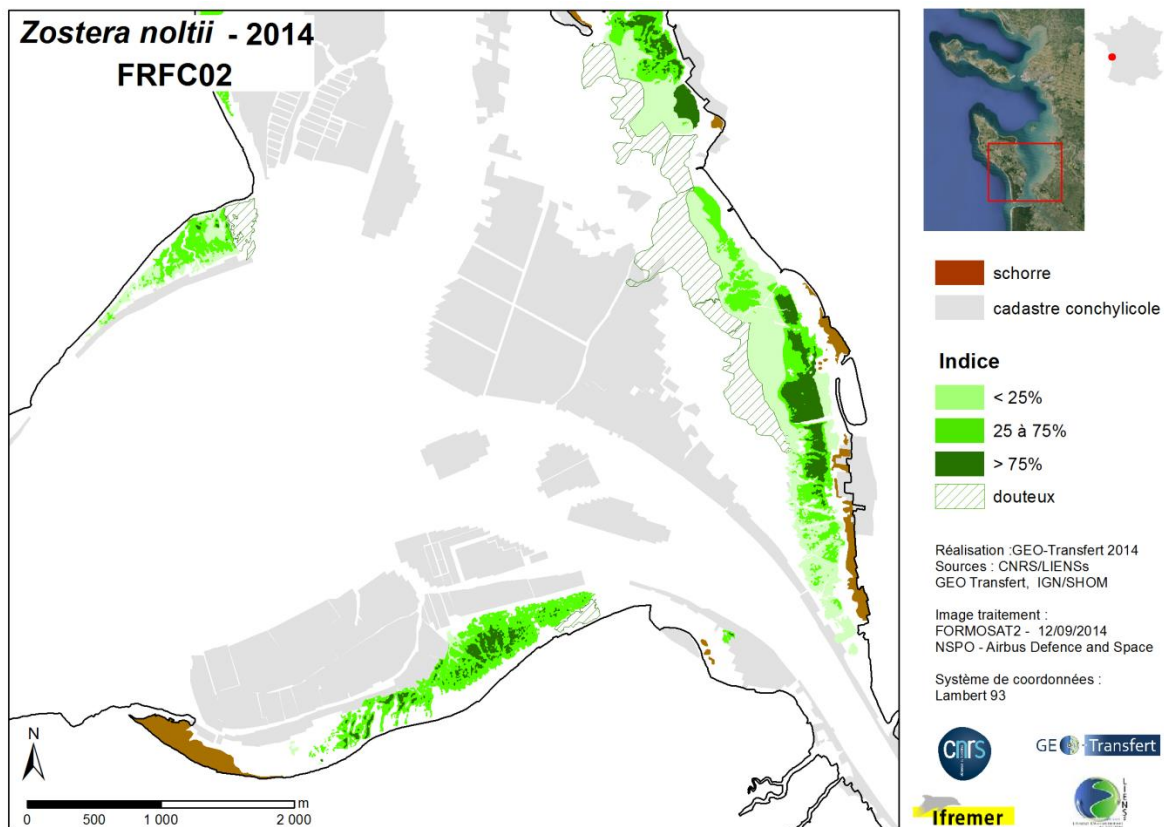 Zostera noltii - 2014
FRFC02
schorre
cadastre conchylicole
Indice
< 25%
25 à 75%
> 75%
douteux
Réalisation :GEO-Transfert 2014
Sources : CNRS/LIENSs
GEO Transfert, IGN/SHOM
Image traitement :
FORMOSAT2 - 12/09/2014
NSPO - Airbus Defence and Space
Système de coordonnées :
Lambert 93
N
m
0 500 1 000 2 000
cnrs
GEO-Transfert
Ifremer
LIENSs